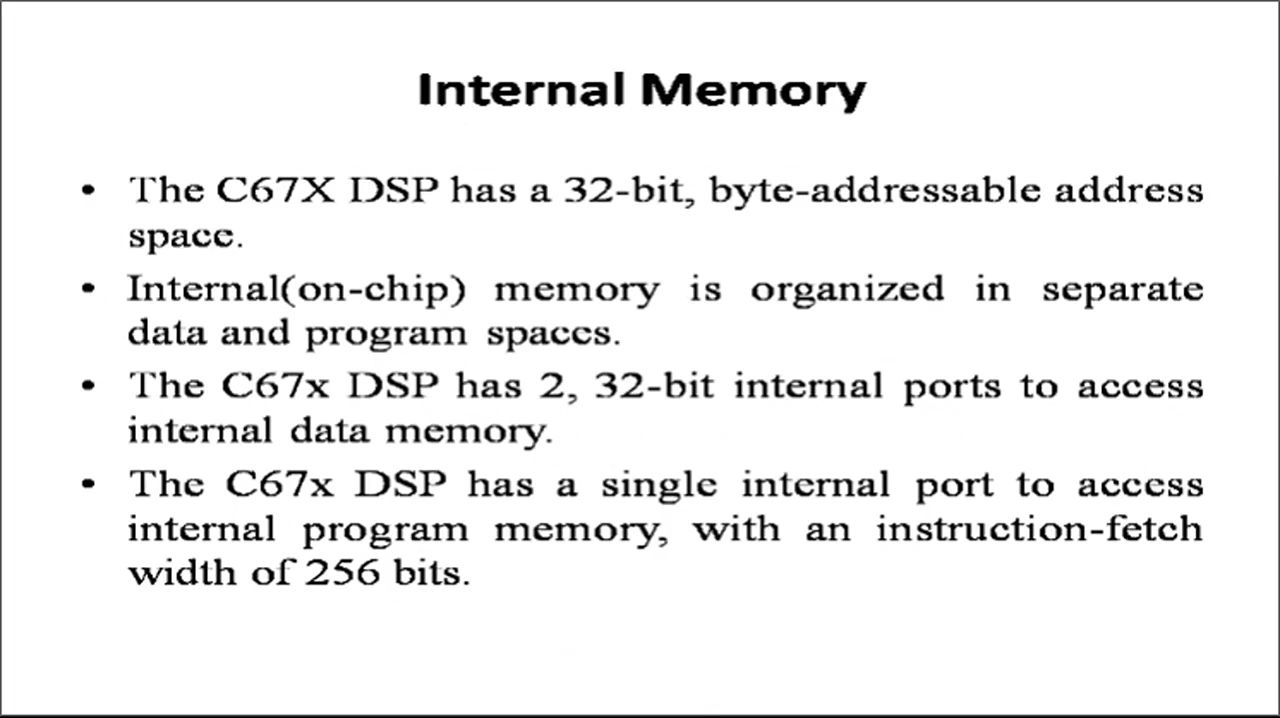 Internal Memory
• The C67X DSP has a 32-bit, byte-addressable address
space.
• Internal(on-chip) memory is organized in separate
data and program spaces.
• The C67x DSP has 2, 32-bit internal ports to access
internal data memory.
• The C67x DSP has a single internal port to access
internal program memory, with an instruction-fetch
width of 256 bits.